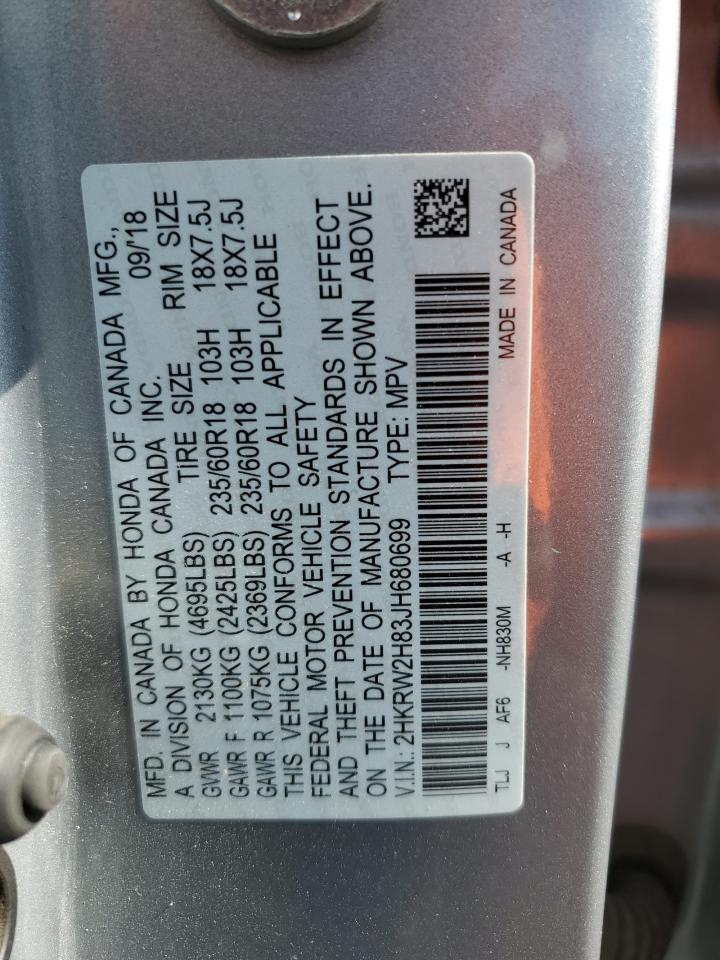 MFD. IN CANADA BY HONDA OF CANADA MFG.,
A DIVISION OF HONDA CANADA INC. 09/'18
GVWR 2130KG (4695LBS) TIRE SIZE RIM SIZE
GAWR F 1100KG (2425LBS) 235/60R18 103H 18X7.5J
GAWR R 1075KG (2369LBS) 235/60R18 103H 18X7.5J
THIS VEHICLE CONFORMS TO ALL APPLICABLE
FEDERAL MOTOR VEHICLE SAFETY
AND THEFT PREVENTION STANDARDS IN EFFECT
ON THE DATE OF MANUFACTURE SHOWN ABOVE.
V.I.N.: 2HKRW2H83JH680699 TYPE: MPV
TLJ J AF6 -NH830M -A -H MADE IN CANADA